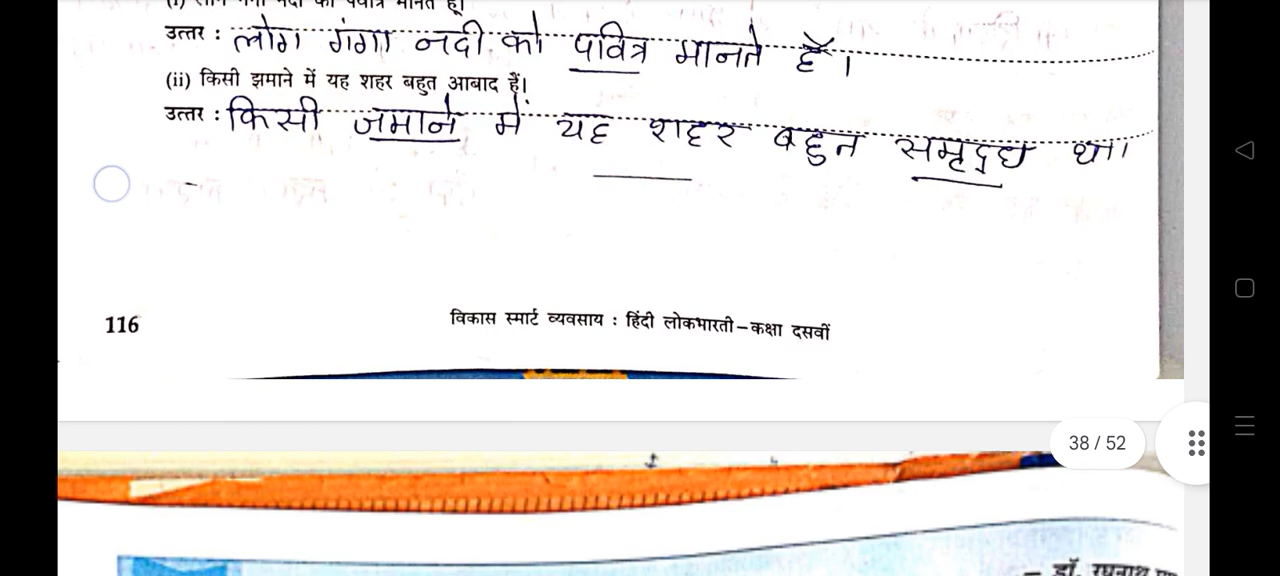 उत्तर : लोग गंगा नदी को पवित्र मानते हैं।
(ii) किसी झमाने में यह शहर बहुत आबाद हैं।
उत्तर : किसी जमाने में यह शहर बहुत समृद्ध था।
116
विकास स्मार्ट व्यवसाय : हिंदी लोकभारती – कक्षा दसवीं
38 / 52
– डॉ.